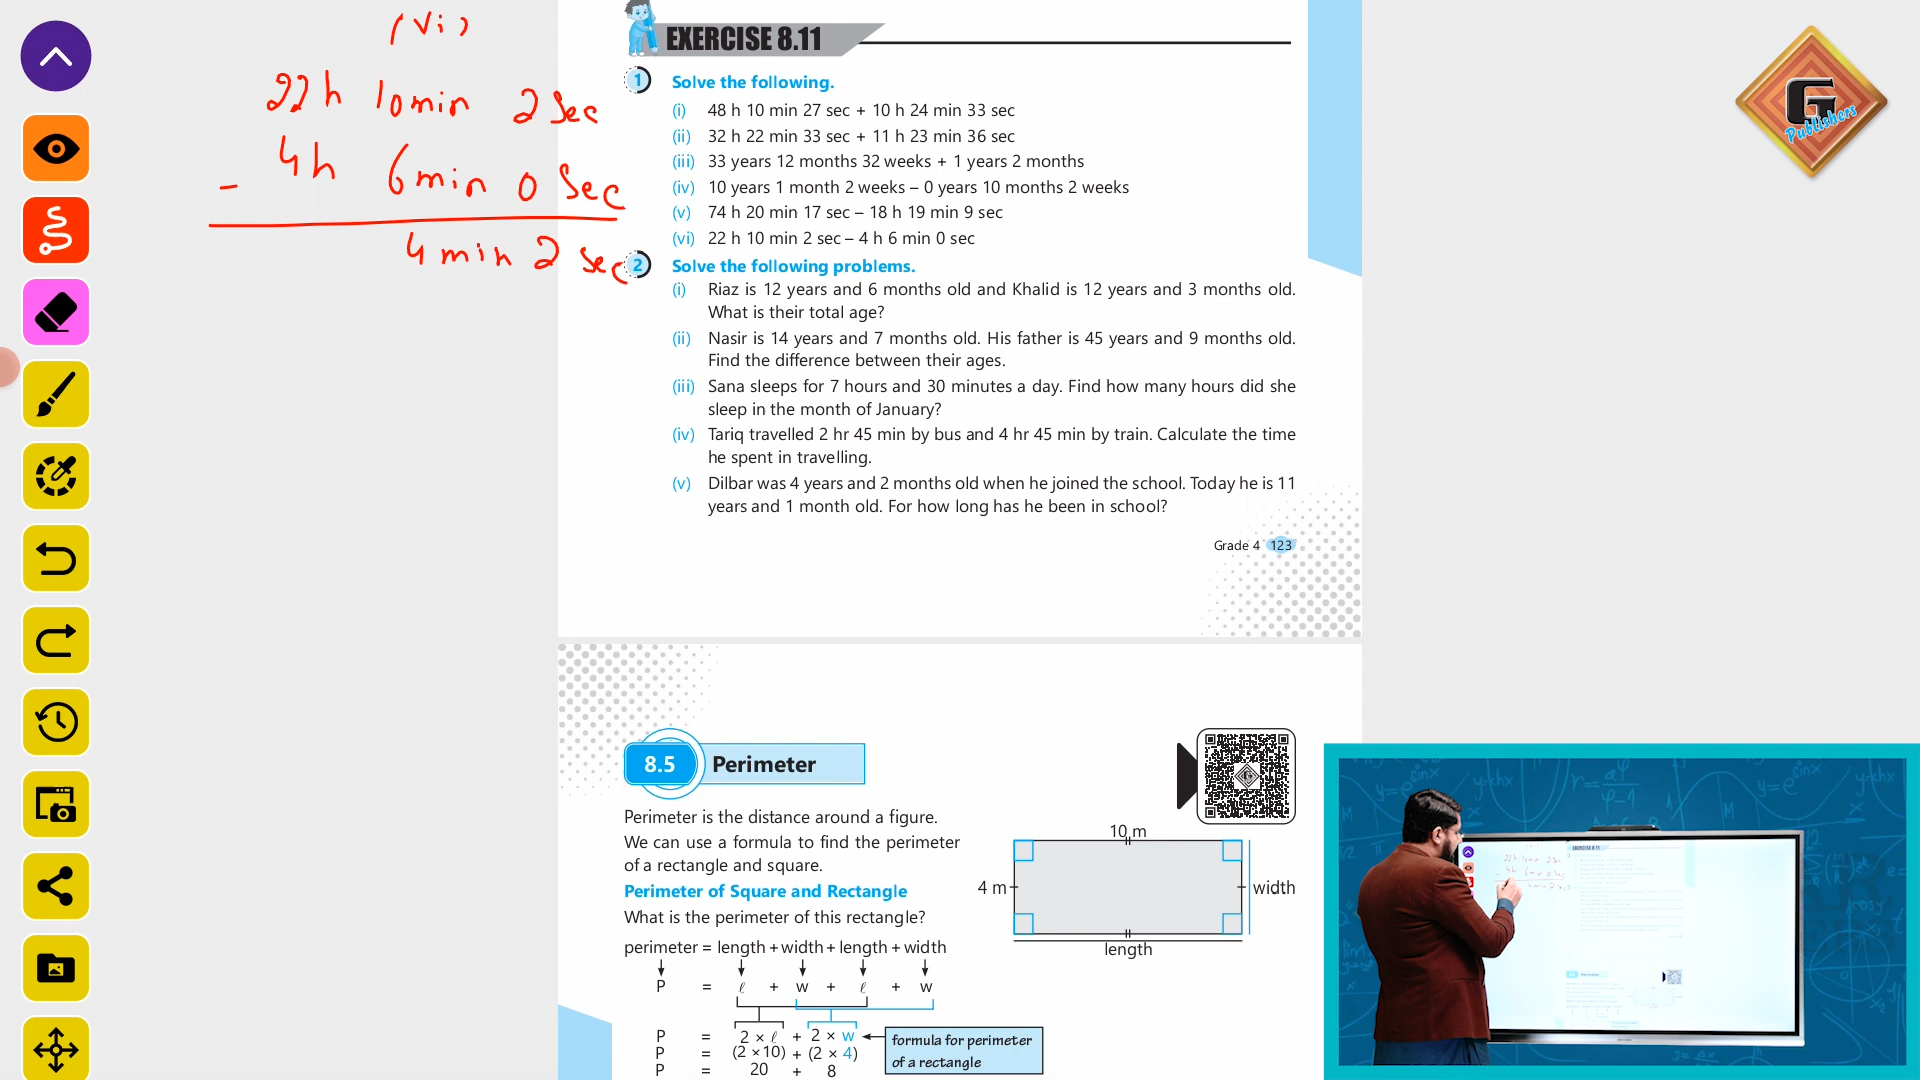 (vi)
22h 10min 2 Sec
4h 6min 0 Sec
–
4 min 2 Sec
EXERCISE 8.11
1 Solve the following.
(i) 48 h 10 min 27 sec + 10 h 24 min 33 sec
(ii) 32 h 22 min 33 sec + 11 h 23 min 36 sec
(iii) 33 years 12 months 32 weeks + 1 years 2 months
(iv) 10 years 1 month 2 weeks – 0 years 10 months 2 weeks
(v) 74 h 20 min 17 sec – 18 h 19 min 9 sec
(vi) 22 h 10 min 2 sec – 4 h 6 min 0 sec
2 Solve the following problems.
(i) Riaz is 12 years and 6 months old and Khalid is 12 years and 3 months old.
What is their total age?
(ii) Nasir is 14 years and 7 months old. His father is 45 years and 9 months old.
Find the difference between their ages.
(iii) Sana sleeps for 7 hours and 30 minutes a day. Find how many hours did she
sleep in the month of January?
(iv) Tariq travelled 2 hr 45 min by bus and 4 hr 45 min by train. Calculate the time
he spent in travelling.
(v) Dilbar was 4 years and 2 months old when he joined the school. Today he is 11
years and 1 month old. For how long has he been in school?
Grade 4 123
G
Publishers
8.5 Perimeter
Perimeter is the distance around a figure.
We can use a formula to find the perimeter
of a rectangle and square.
Perimeter of Square and Rectangle
What is the perimeter of this rectangle?
perimeter = length + width + length + width
P = ℓ + w + ℓ + w
P = 2 × ℓ + 2 × w
P = (2 ×10) + (2 × 4)
P = 20 + 8
formula for perimeter
of a rectangle
10 m
4 m
width
length